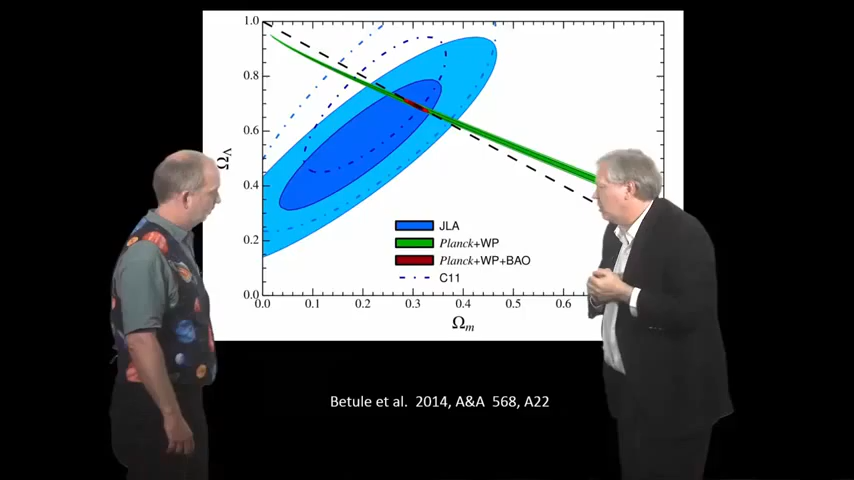 1.0
0.8
0.6
0.4
0.2
0.0
ΩΛ
0.0 0.1 0.2 0.3 0.4 0.5 0.6
Ωm
JLA
Planck+WP
Planck+WP+BAO
C11
Betule et al. 2014, A&A 568, A22